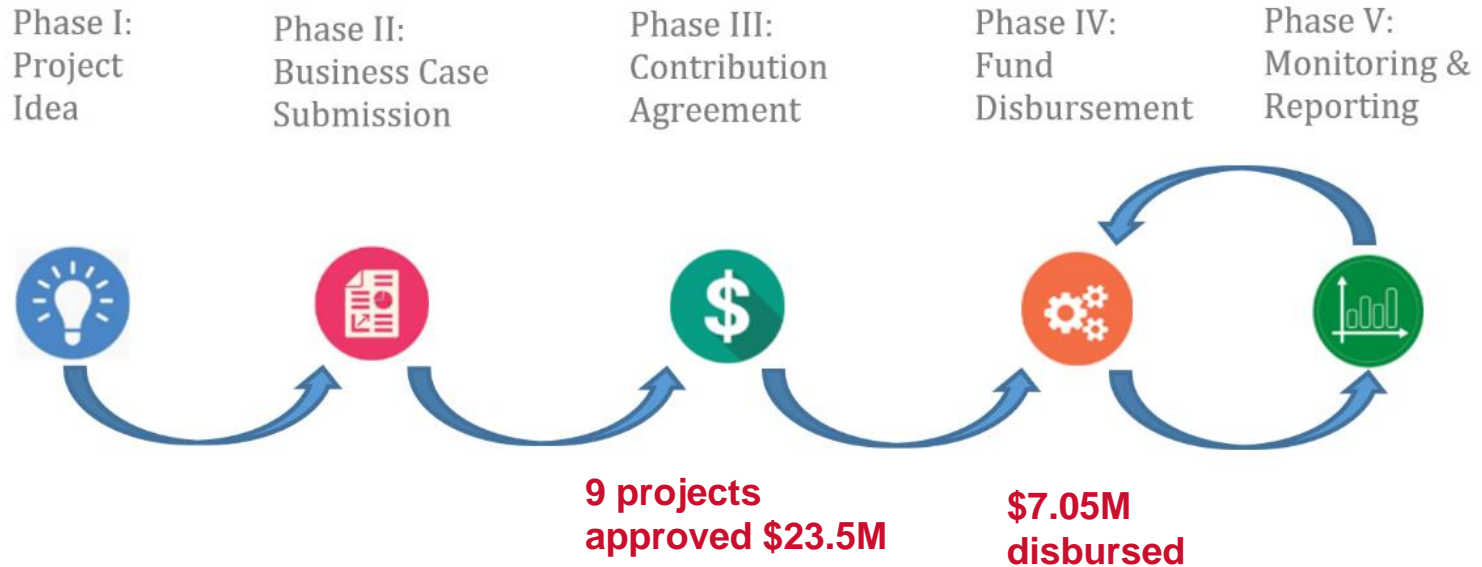 Phase I:
Project
Idea
Phase II:
Business Case
Submission
Phase III:
Contribution
Agreement
Phase IV:
Fund
Disbursement
Phase V:
Monitoring &
Reporting
$
9 projects
approved $23.5M
$7.05M
disbursed